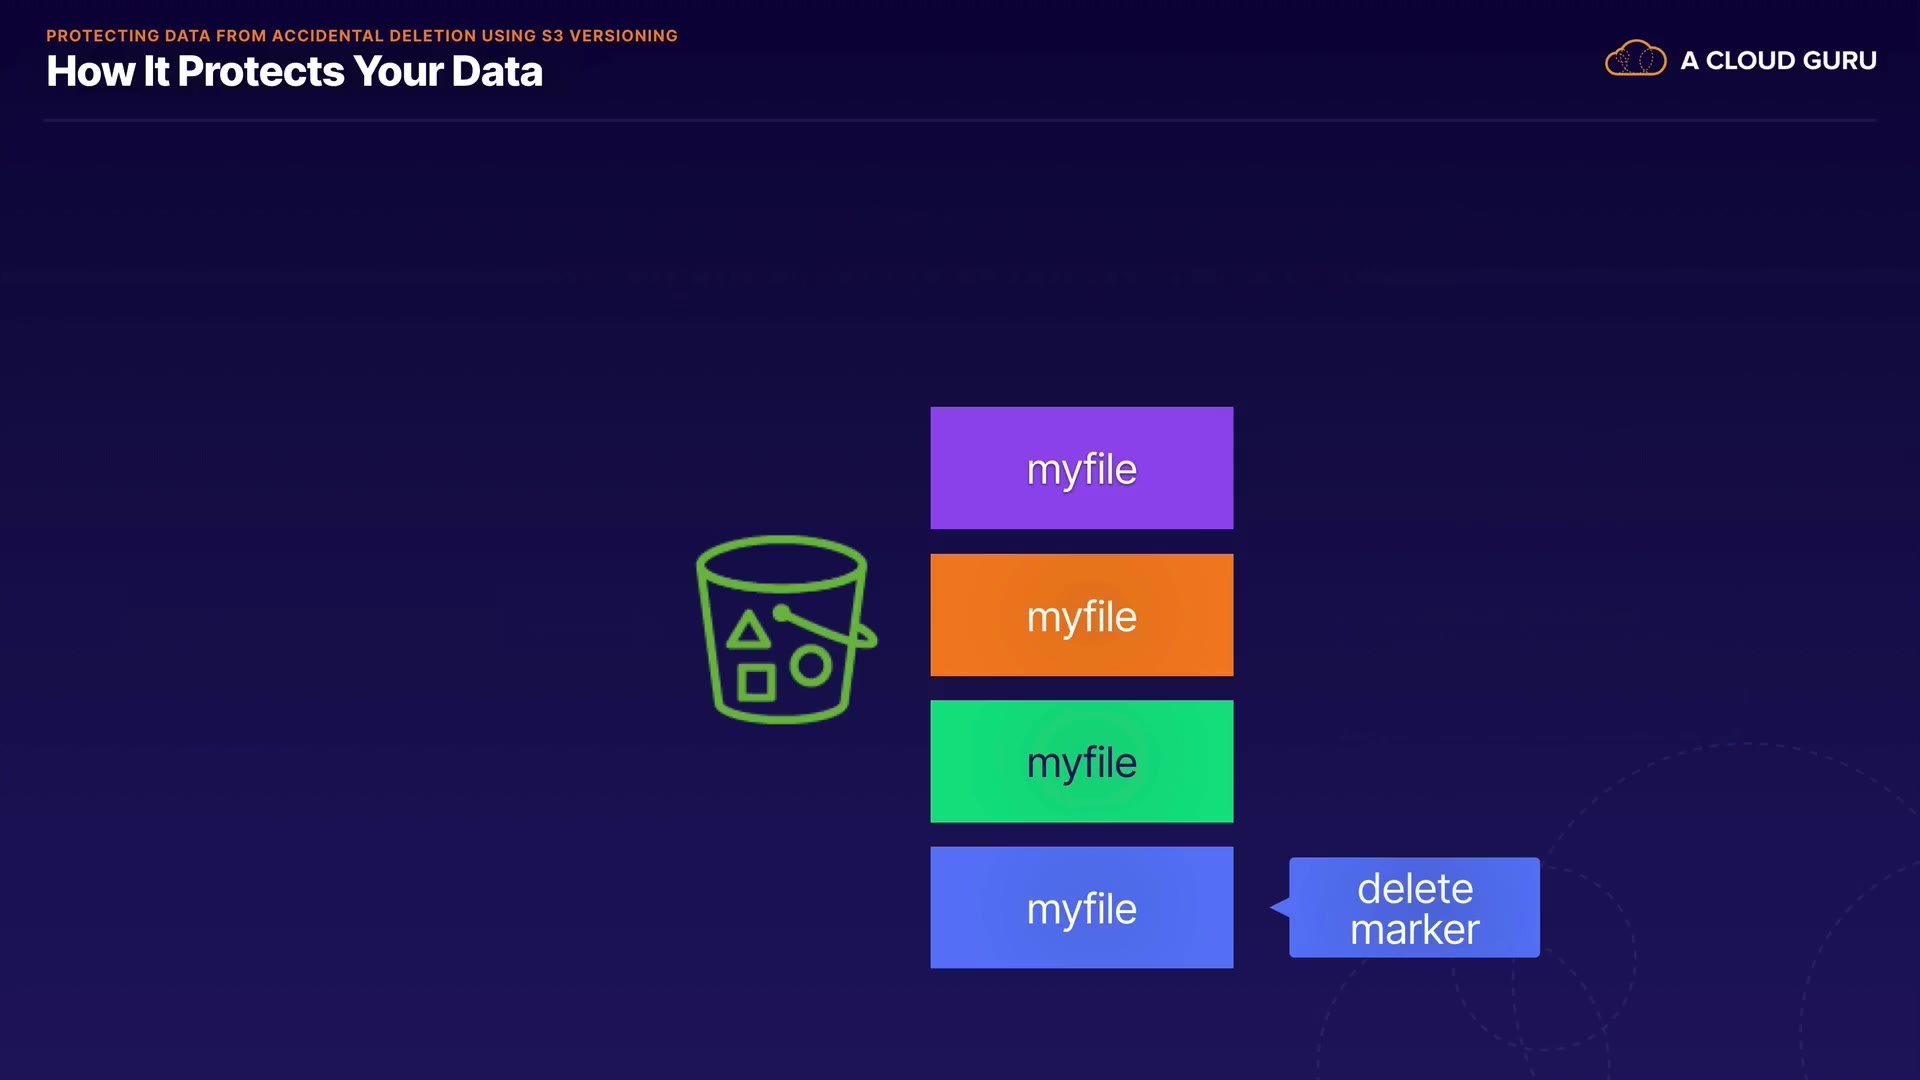 PROTECTING DATA FROM ACCIDENTAL DELETION USING S3 VERSIONING
How It Protects Your Data
A CLOUD GURU
myfile
myfile
myfile
myfile
delete
marker